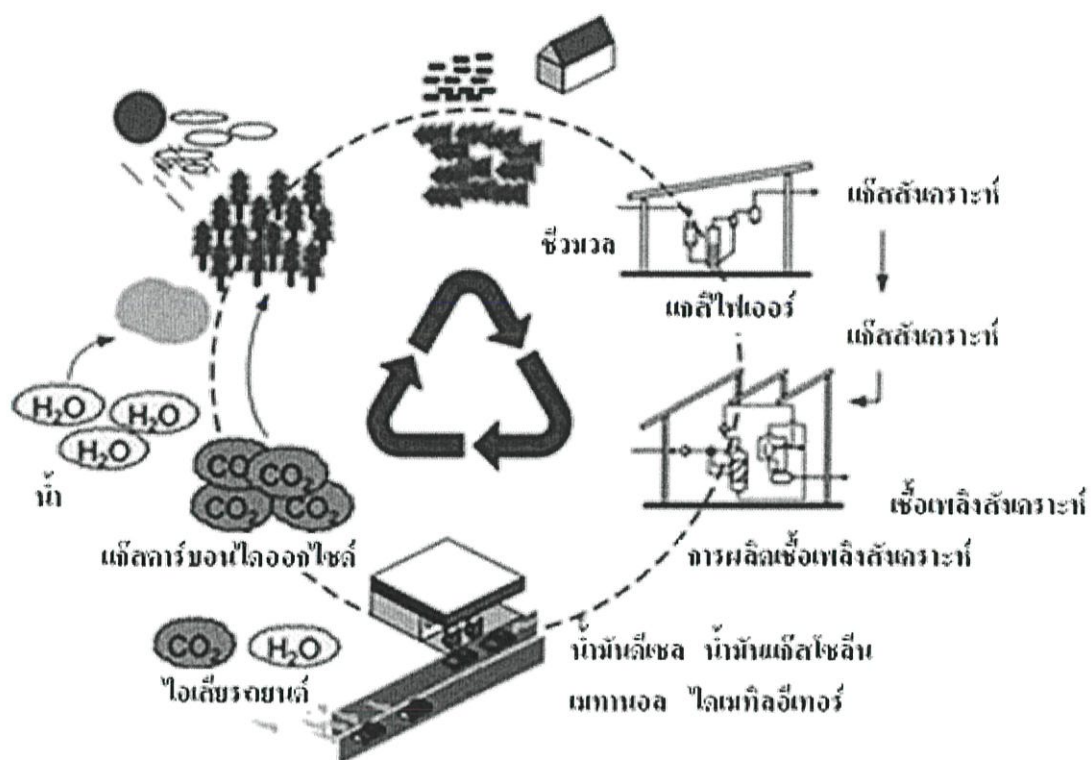 แก๊สสังเคราะห์
ชีวมวล
แกสิไฟเออร์
แก๊สสังเคราะห์
H₂O
H₂O
H₂O
น้ำ
CO
CO₂
CO₂
CO₂
แก๊สคาร์บอนไดออกไซด์
เชื้อเพลิงสังเคราะห์
การผลิตเชื้อเพลิงสังเคราะห์
CO₂
H₂O
ไอเสียรถยนต์
น้ำมันดีเซล น้ำมันแก๊สโซลีน
เมทานอล ไดเมทิลอีเทอร์